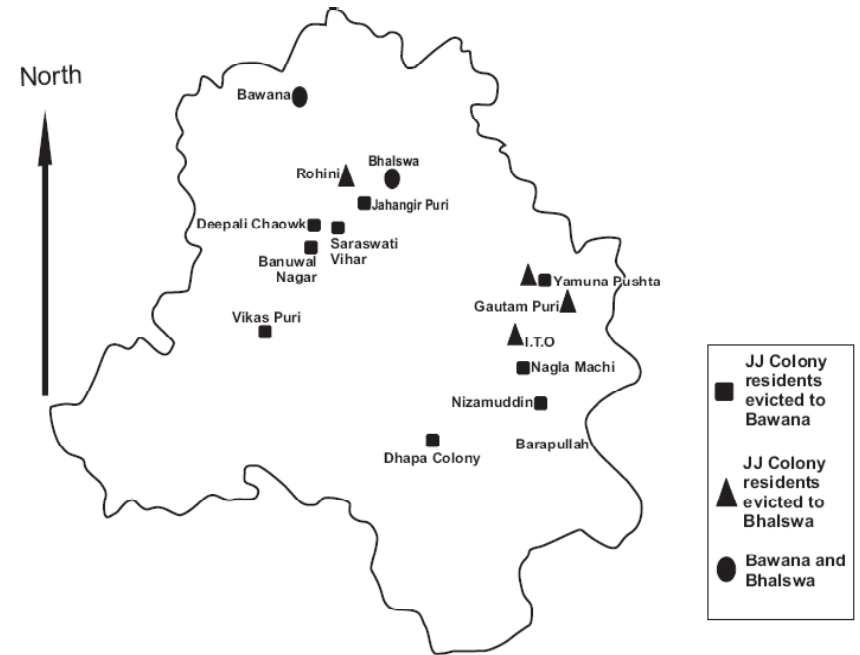 North
Bawana
Bhalswa
Rohini
Jahangir Puri
Deepali Chaowk
Saraswati
Vihar
Banuwal
Nagar
Yamuna Pushta
Gautam Puri
Vikas Puri
I.T.O
Nagla Machi
Nizamuddin
Barapullah
Dhapa Colony
JJ Colony
residents
evicted to
Bawana
JJ Colony
residents
evicted to
Bhalswa
Bawana and
Bhalswa